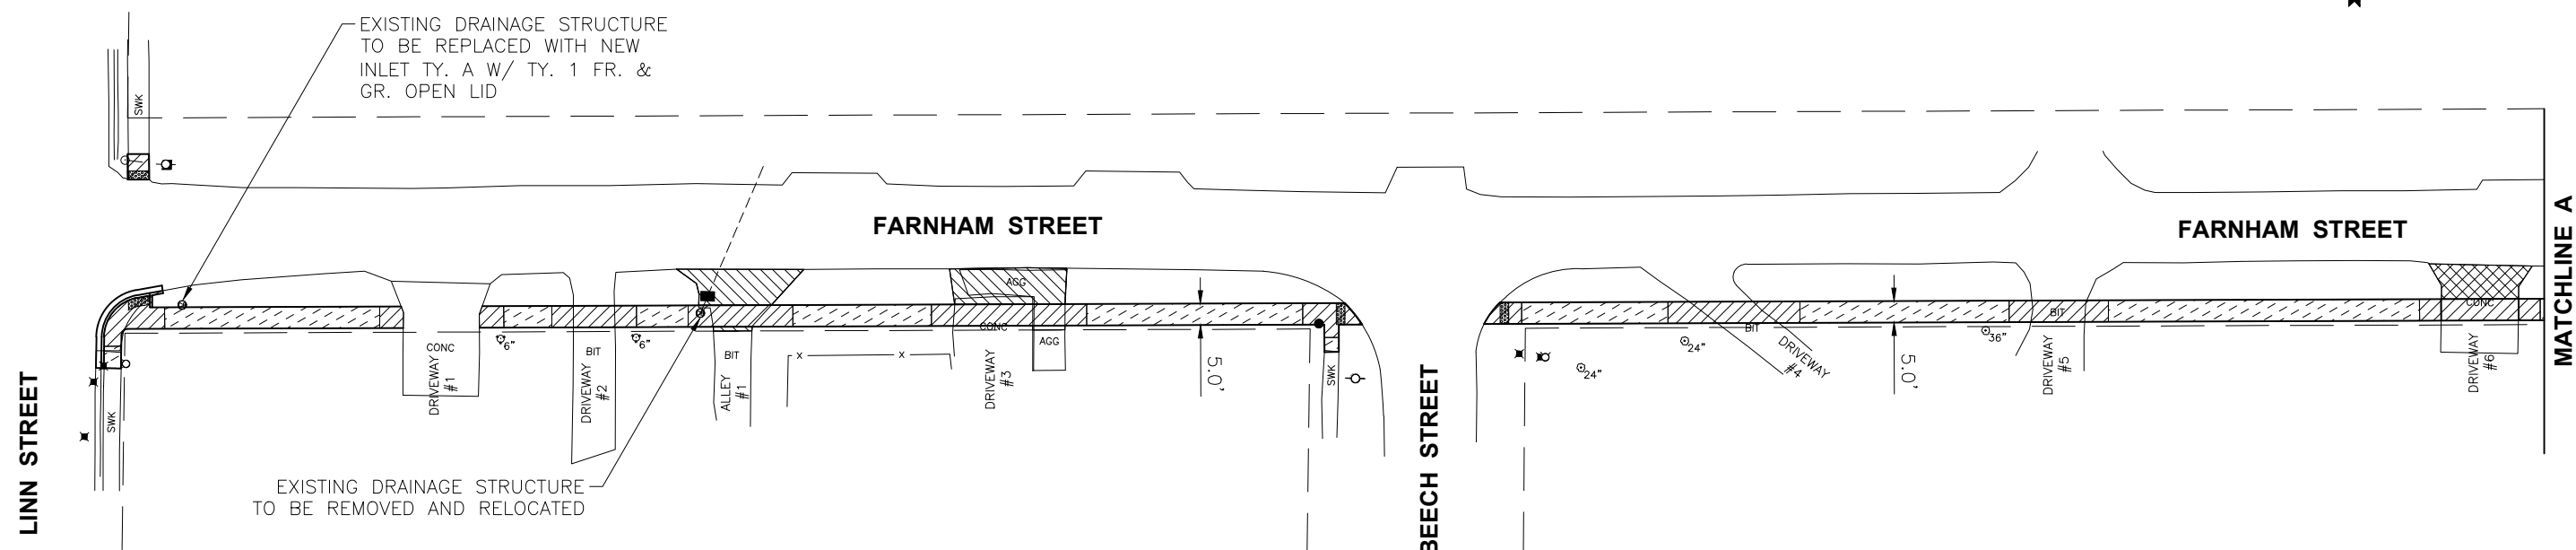 EXISTING DRAINAGE STRUCTURE
TO BE REPLACED WITH NEW
INLET TY. A W/ TY. 1 FR. &
GR. OPEN LID
SWK
FARNHAM STREET
FARNHAM STREET
MATCHLINE A
LINN STREET
SWK
CONC
DRIVEWAY
#1
6"
BIT
DRIVEWAY
#2
6"
BIT
ALLEY
#1
x
x
AGG
CONC
AGG
DRIVEWAY
#3
5.0'
SWK
BEECH STREET
24"
24"
BIT
DRIVEWAY
#4
5.0'
36"
BIT
DRIVEWAY
#5
CONC
DRIVEWAY
#6
EXISTING DRAINAGE STRUCTURE
TO BE REMOVED AND RELOCATED